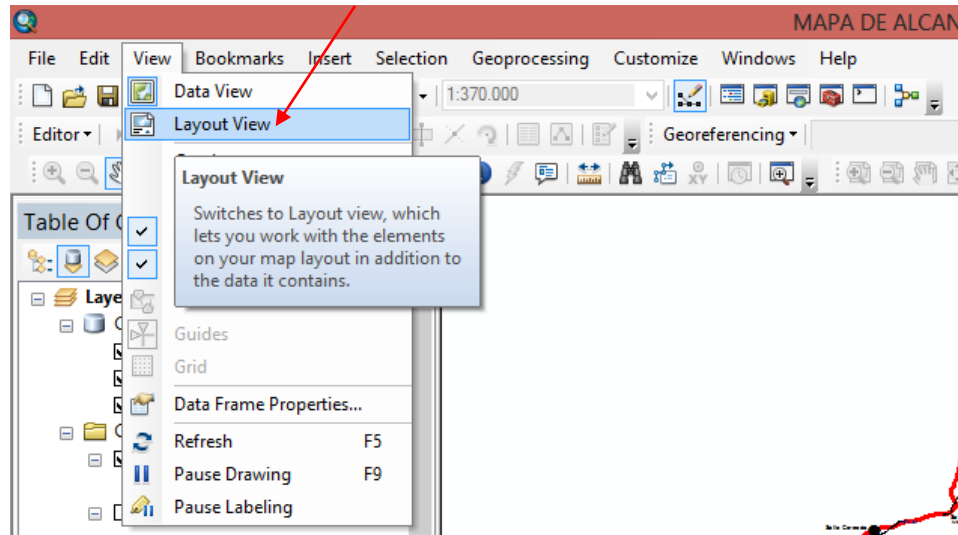 MAPA DE ALCAN
File Edit View Bookmarks Insert Selection Geoprocessing Customize Windows Help
Data View
1:370.000
Layout View
Editor
Georeferencing
Layout View
Switches to Layout view, which
lets you work with the elements
on your map layout in addition to
the data it contains.
Table Of
Laye
Guides
Grid
Data Frame Properties...
Refresh F5
Pause Drawing F9
Pause Labeling